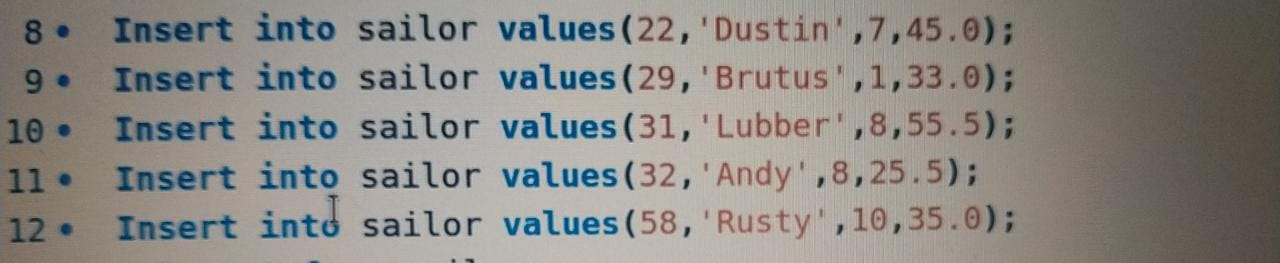 8 • Insert into sailor values(22,'Dustin',7,45.0);
9 • Insert into sailor values(29,'Brutus',1,33.0);
10 • Insert into sailor values(31,'Lubber',8,55.5);
11 • Insert into sailor values(32,'Andy',8,25.5);
12 • Insert into sailor values(58,'Rusty',10,35.0);